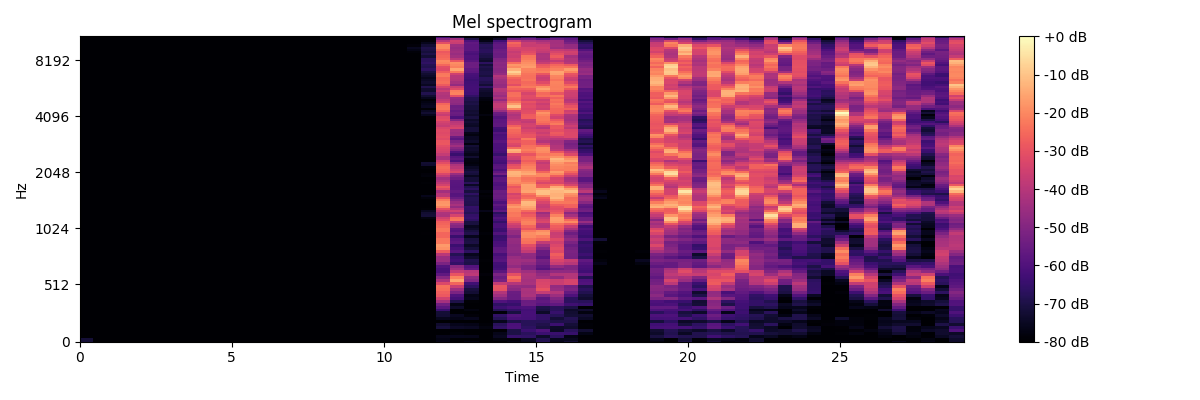 Mel spectrogram
+0 dB
8192
-10 dB
4096
-20 dB
-30 dB
2048
Hz
-40 dB
1024
-50 dB
-60 dB
512
-70 dB
0
-80 dB
0 5 10 15 20 25
Time